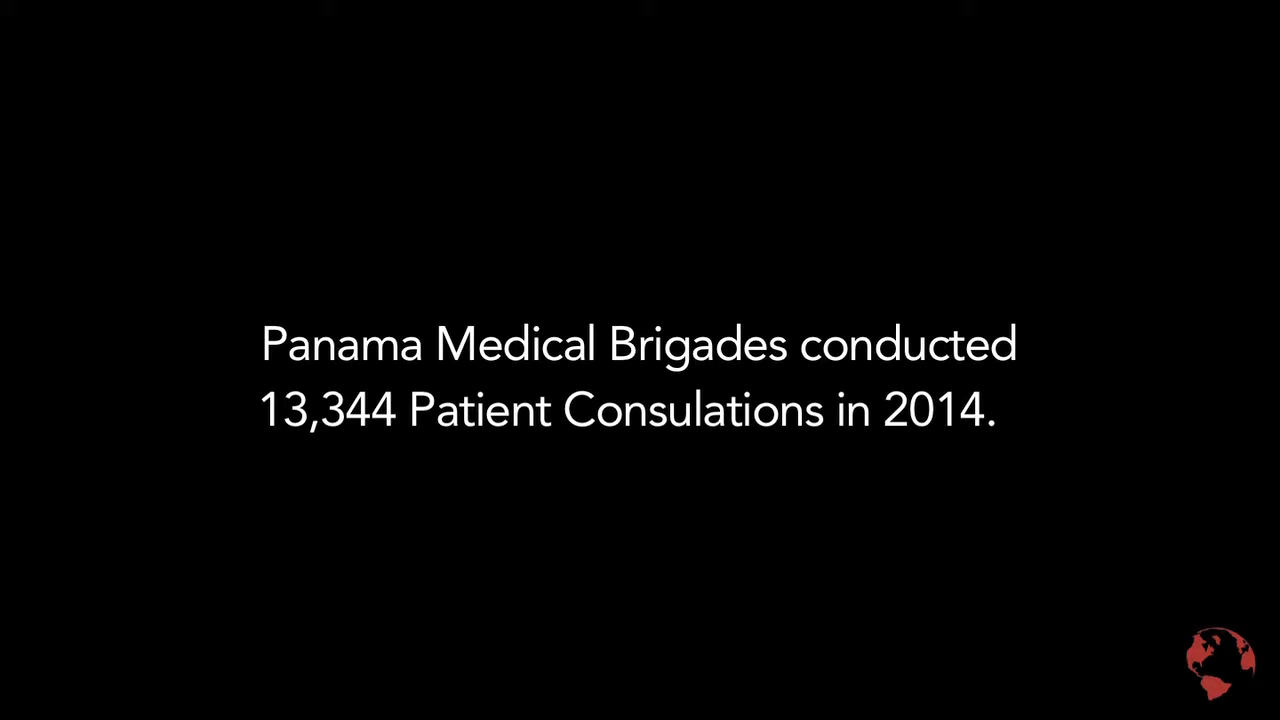 Panama Medical Brigades conducted
13,344 Patient Consulations in 2014.